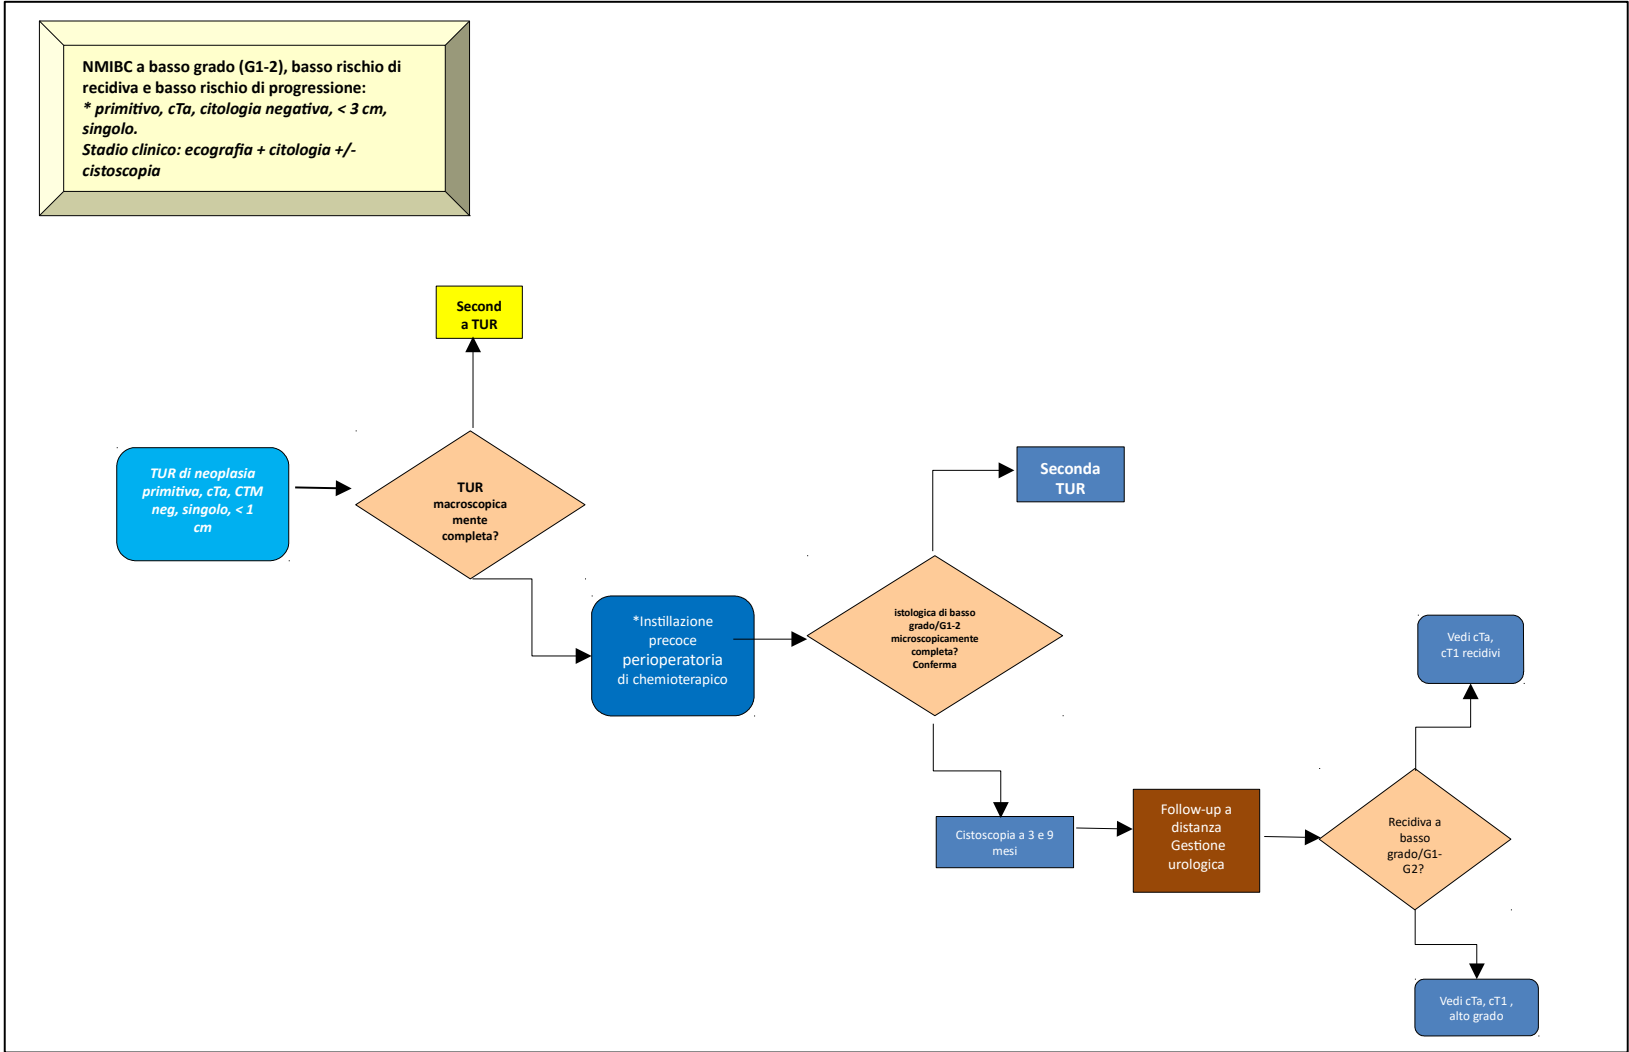 NMIBC a basso grado (G1-2), basso rischio di
recidiva e basso rischio di progressione:
* primitivo, cTa, citologia negativa, < 3 cm,
singolo.
Stadio clinico: ecografia + citologia +/-
cistoscopia
Second
a TUR
TUR di neoplasia
primitiva, cTa, CTM
neg, singolo, < 1
cm
TUR
macroscopica
mente
completa?
*Instillazione
precoce
perioperatoria
di chemioterapico
Seconda
TUR
istologica di basso
grado/G1-2
microscopicamente
completa?
Conferma
Cistoscopia a 3 e 9
mesi
Follow-up a
distanza
Gestione
urologica
Vedi cTa,
cT1 recidivi
Recidiva a
basso
grado/G1-
G2?
Vedi cTa, cT1 ,
alto grado